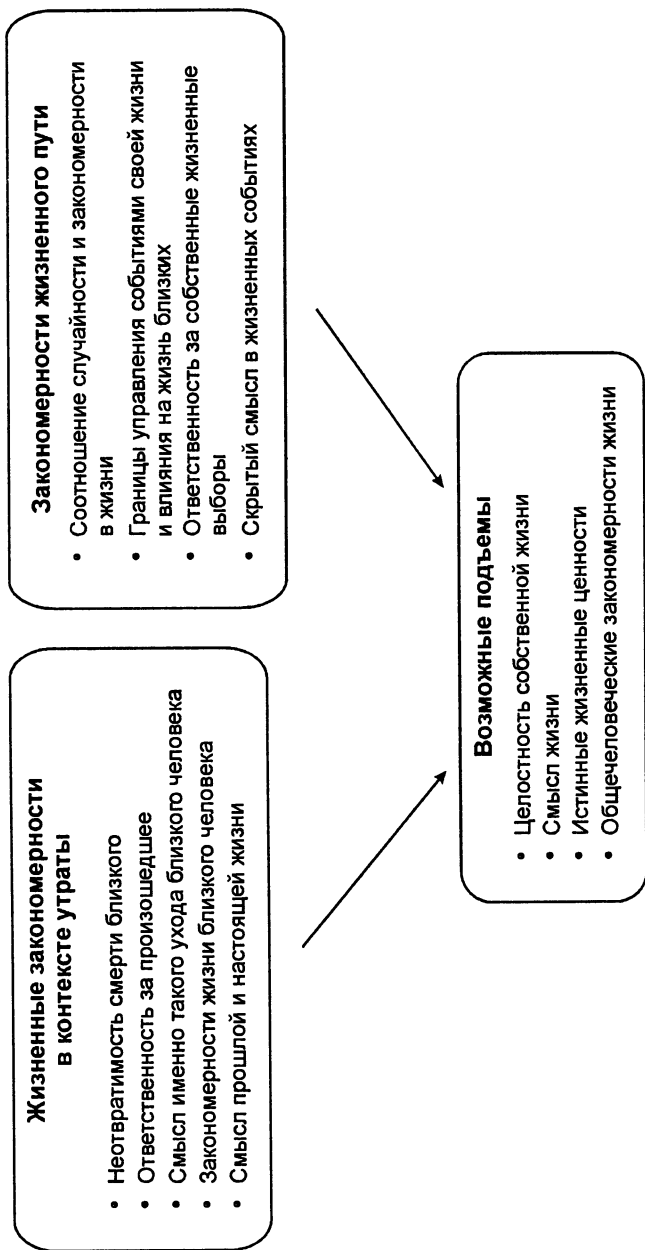 Жизненные закономерности
в контексте утраты
• Неотвратимость смерти близкого
• Ответственность за произошедшее
• Смысл именно такого ухода близкого человека
• Закономерности жизни близкого человека
• Смысл прошлой и настоящей жизни
Закономерности жизненного пути
• Соотношение случайности и закономерности
в жизни
• Границы управления событиями своей жизни
и влияния на жизнь близких
• Ответственность за собственные жизненные
выборы
• Скрытый смысл в жизненных событиях
Возможные подъемы
• Целостность собственной жизни
• Смысл жизни
• Истинные жизненные ценности
• Общечеловеческие закономерности жизни